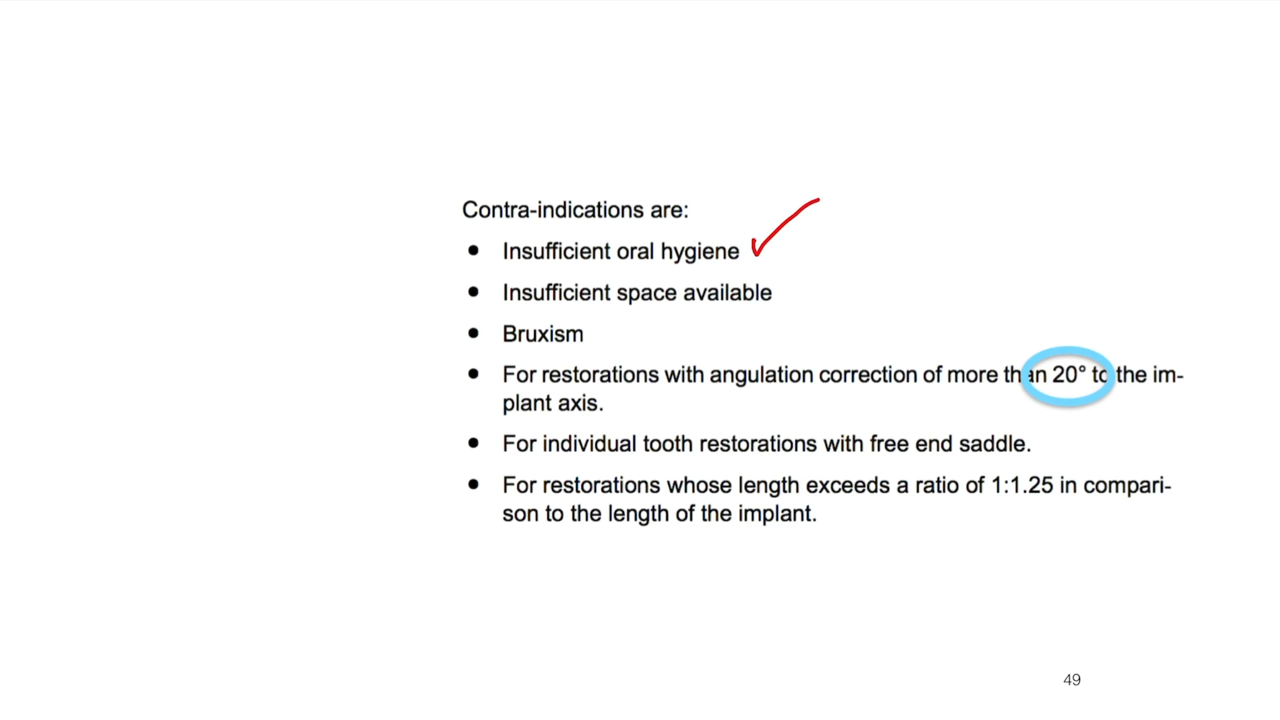 Contra-indications are:
• Insufficient oral hygiene
• Insufficient space available
• Bruxism
• For restorations with angulation correction of more than 20° to the im-
plant axis.
• For individual tooth restorations with free end saddle.
• For restorations whose length exceeds a ratio of 1:1.25 in compari-
son to the length of the implant.
49